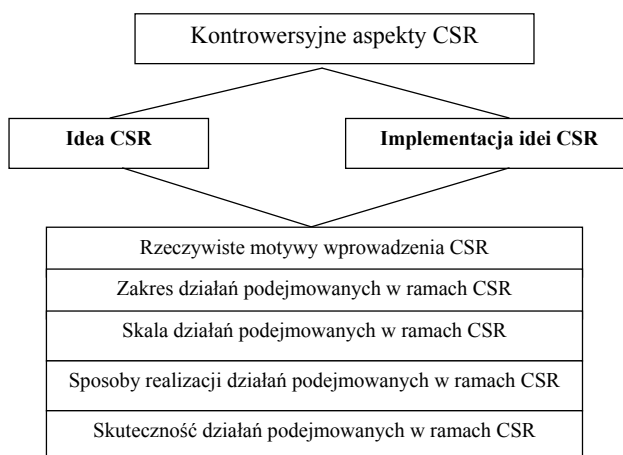 Kontrowersyjne aspekty CSR
Idea CSR
Implementacja idei CSR
Rzeczywiste motywy wprowadzenia CSR
Zakres działań podejmowanych w ramach CSR
Skala działań podejmowanych w ramach CSR
Sposoby realizacji działań podejmowanych w ramach CSR
Skuteczność działań podejmowanych w ramach CSR